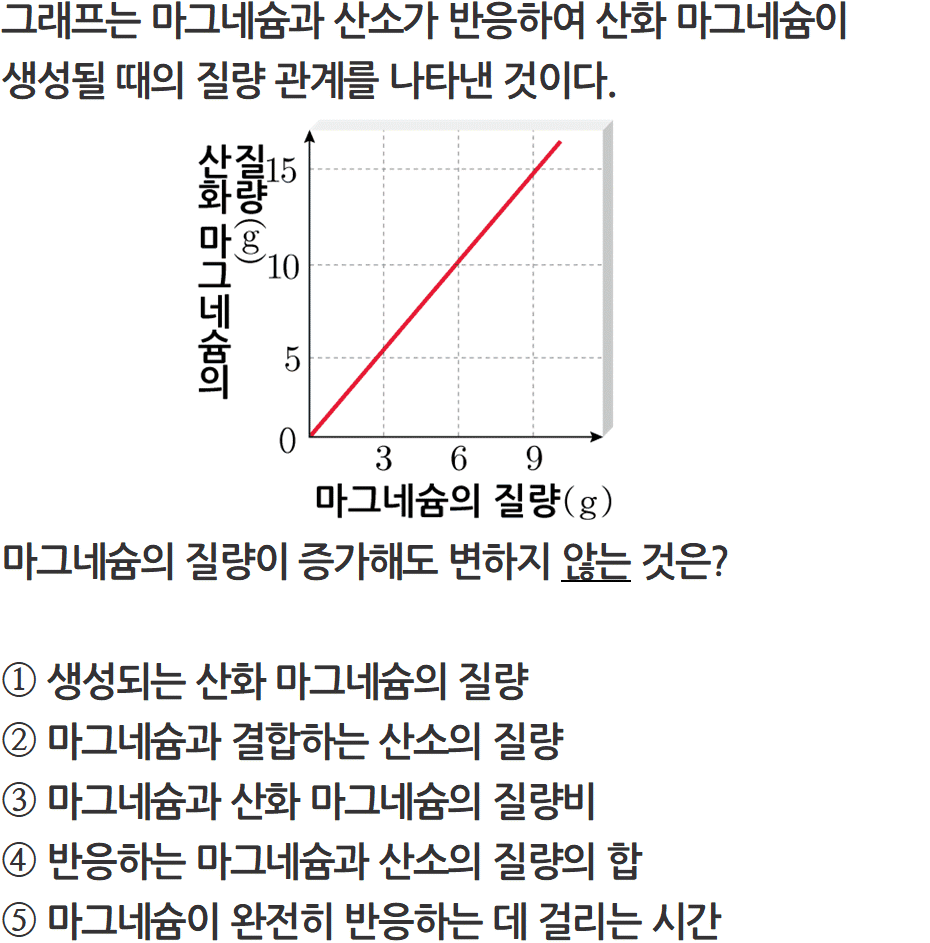 그래프는 마그네슘과 산소가 반응하여 산화 마그네슘이
생성될 때의 질량 관계를 나타낸 것이다.
산화 마그네슘의
질량(g)
15
10
5
0
3 6 9
마그네슘의 질량(g)
마그네슘의 질량이 증가해도 변하지 않는 것은?
① 생성되는 산화 마그네슘의 질량
② 마그네슘과 결합하는 산소의 질량
③ 마그네슘과 산화 마그네슘의 질량비
④ 반응하는 마그네슘과 산소의 질량의 합
⑤ 마그네슘이 완전히 반응하는 데 걸리는 시간